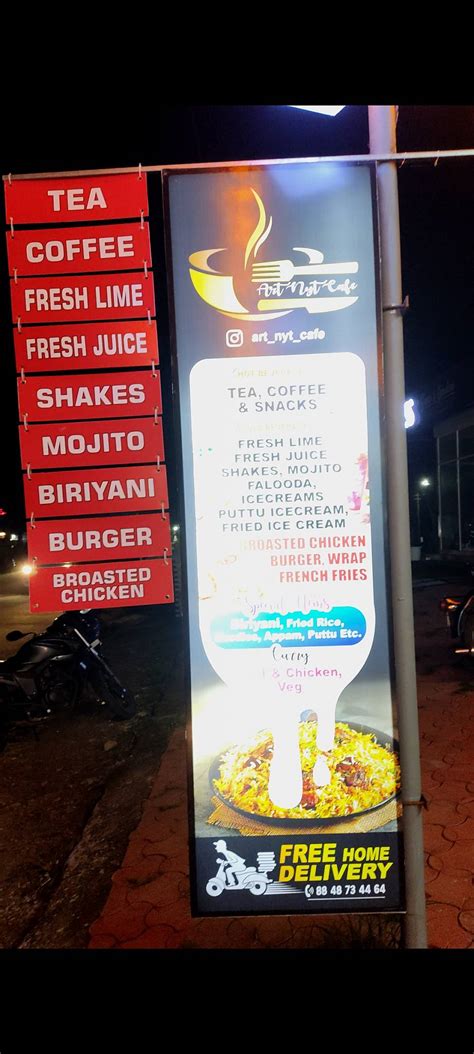 TEA
COFFEE
FRESH LIME
FRESH JUICE
SHAKES
MOJITO
BIRIYANI
BURGER
BROASTED
CHICKEN
Art Nyt Cafe
art_nyt_cafe
TEA, COFFEE
& SNACKS
FRESH LIME
FRESH JUICE
SHAKES, MOJITO
FALOODA,
ICECREAMS
PUTTU ICECREAM,
FRIED ICE CREAM
BROASTED CHICKEN
BURGER, WRAP
FRENCH FRIES
Biriyani, Fried Rice,
Noodles, Appam, Puttu Etc.
Curry
& Chicken,
Veg
FREE HOME
DELIVERY
88 48 73 44 64